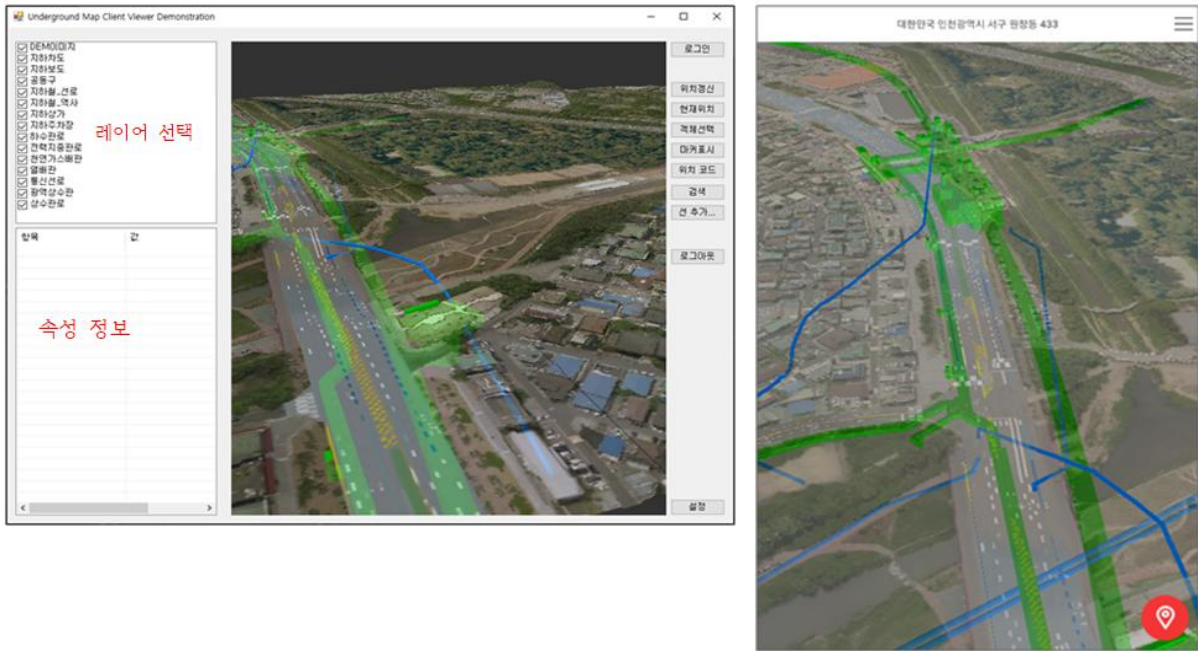 Underground Map Client Viewer Demonstration
DEM이미지
지하차도
지하보도
공동구
지하철_선로
지하철_역사
지하상가
지하주차장
하수관로
전력지중관로
천연가스배관
열배관
통신선로
광역상수관
상수관로
레이어 선택
항목 값
속성 정보
로그인
위치갱신
현재위치
객체선택
마커표시
위치 코드
검색
선 추가...
로그아웃
설정
대한민국 인천광역시 서구 원창동 433